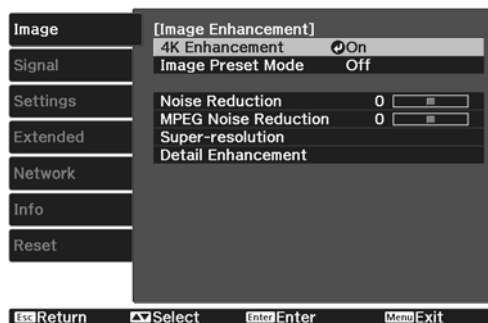 Image
Signal
Settings
Extended
Network
Info
Reset
[Image Enhancement]
4K Enhancement On
Image Preset Mode Off
Noise Reduction 0
MPEG Noise Reduction 0
Super-resolution
Detail Enhancement
Esc Return Select Enter Enter Menu Exit